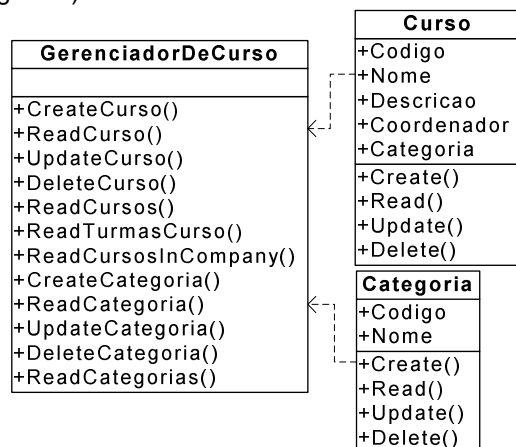 GerenciadorDeCurso
+CreateCurso()
+ReadCurso()
+UpdateCurso()
+DeleteCurso()
+ReadCursos()
+ReadTurmasCurso()
+ReadCursosInCompany()
+CreateCategoria()
+ReadCategoria()
+UpdateCategoria()
+DeleteCategoria()
+ReadCategorias()
Curso
+Codigo
+Nome
+Descricao
+Coordenador
+Categoria
+Create()
+Read()
+Update()
+Delete()
Categoria
+Codigo
+Nome
+Create()
+Read()
+Update()
+Delete()